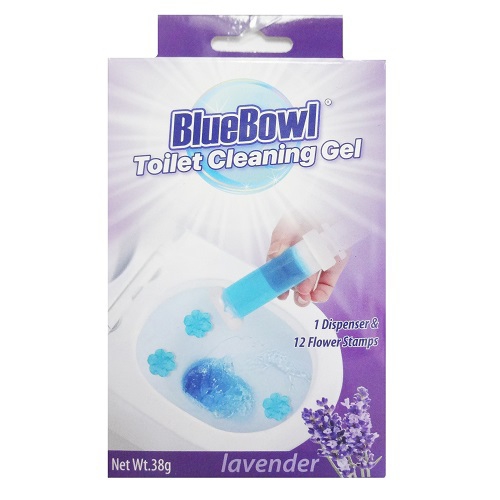 BlueBowl®
Toilet Cleaning Gel
1 Dispenser &
12 Flower Stamps
Net Wt.38g
lavender